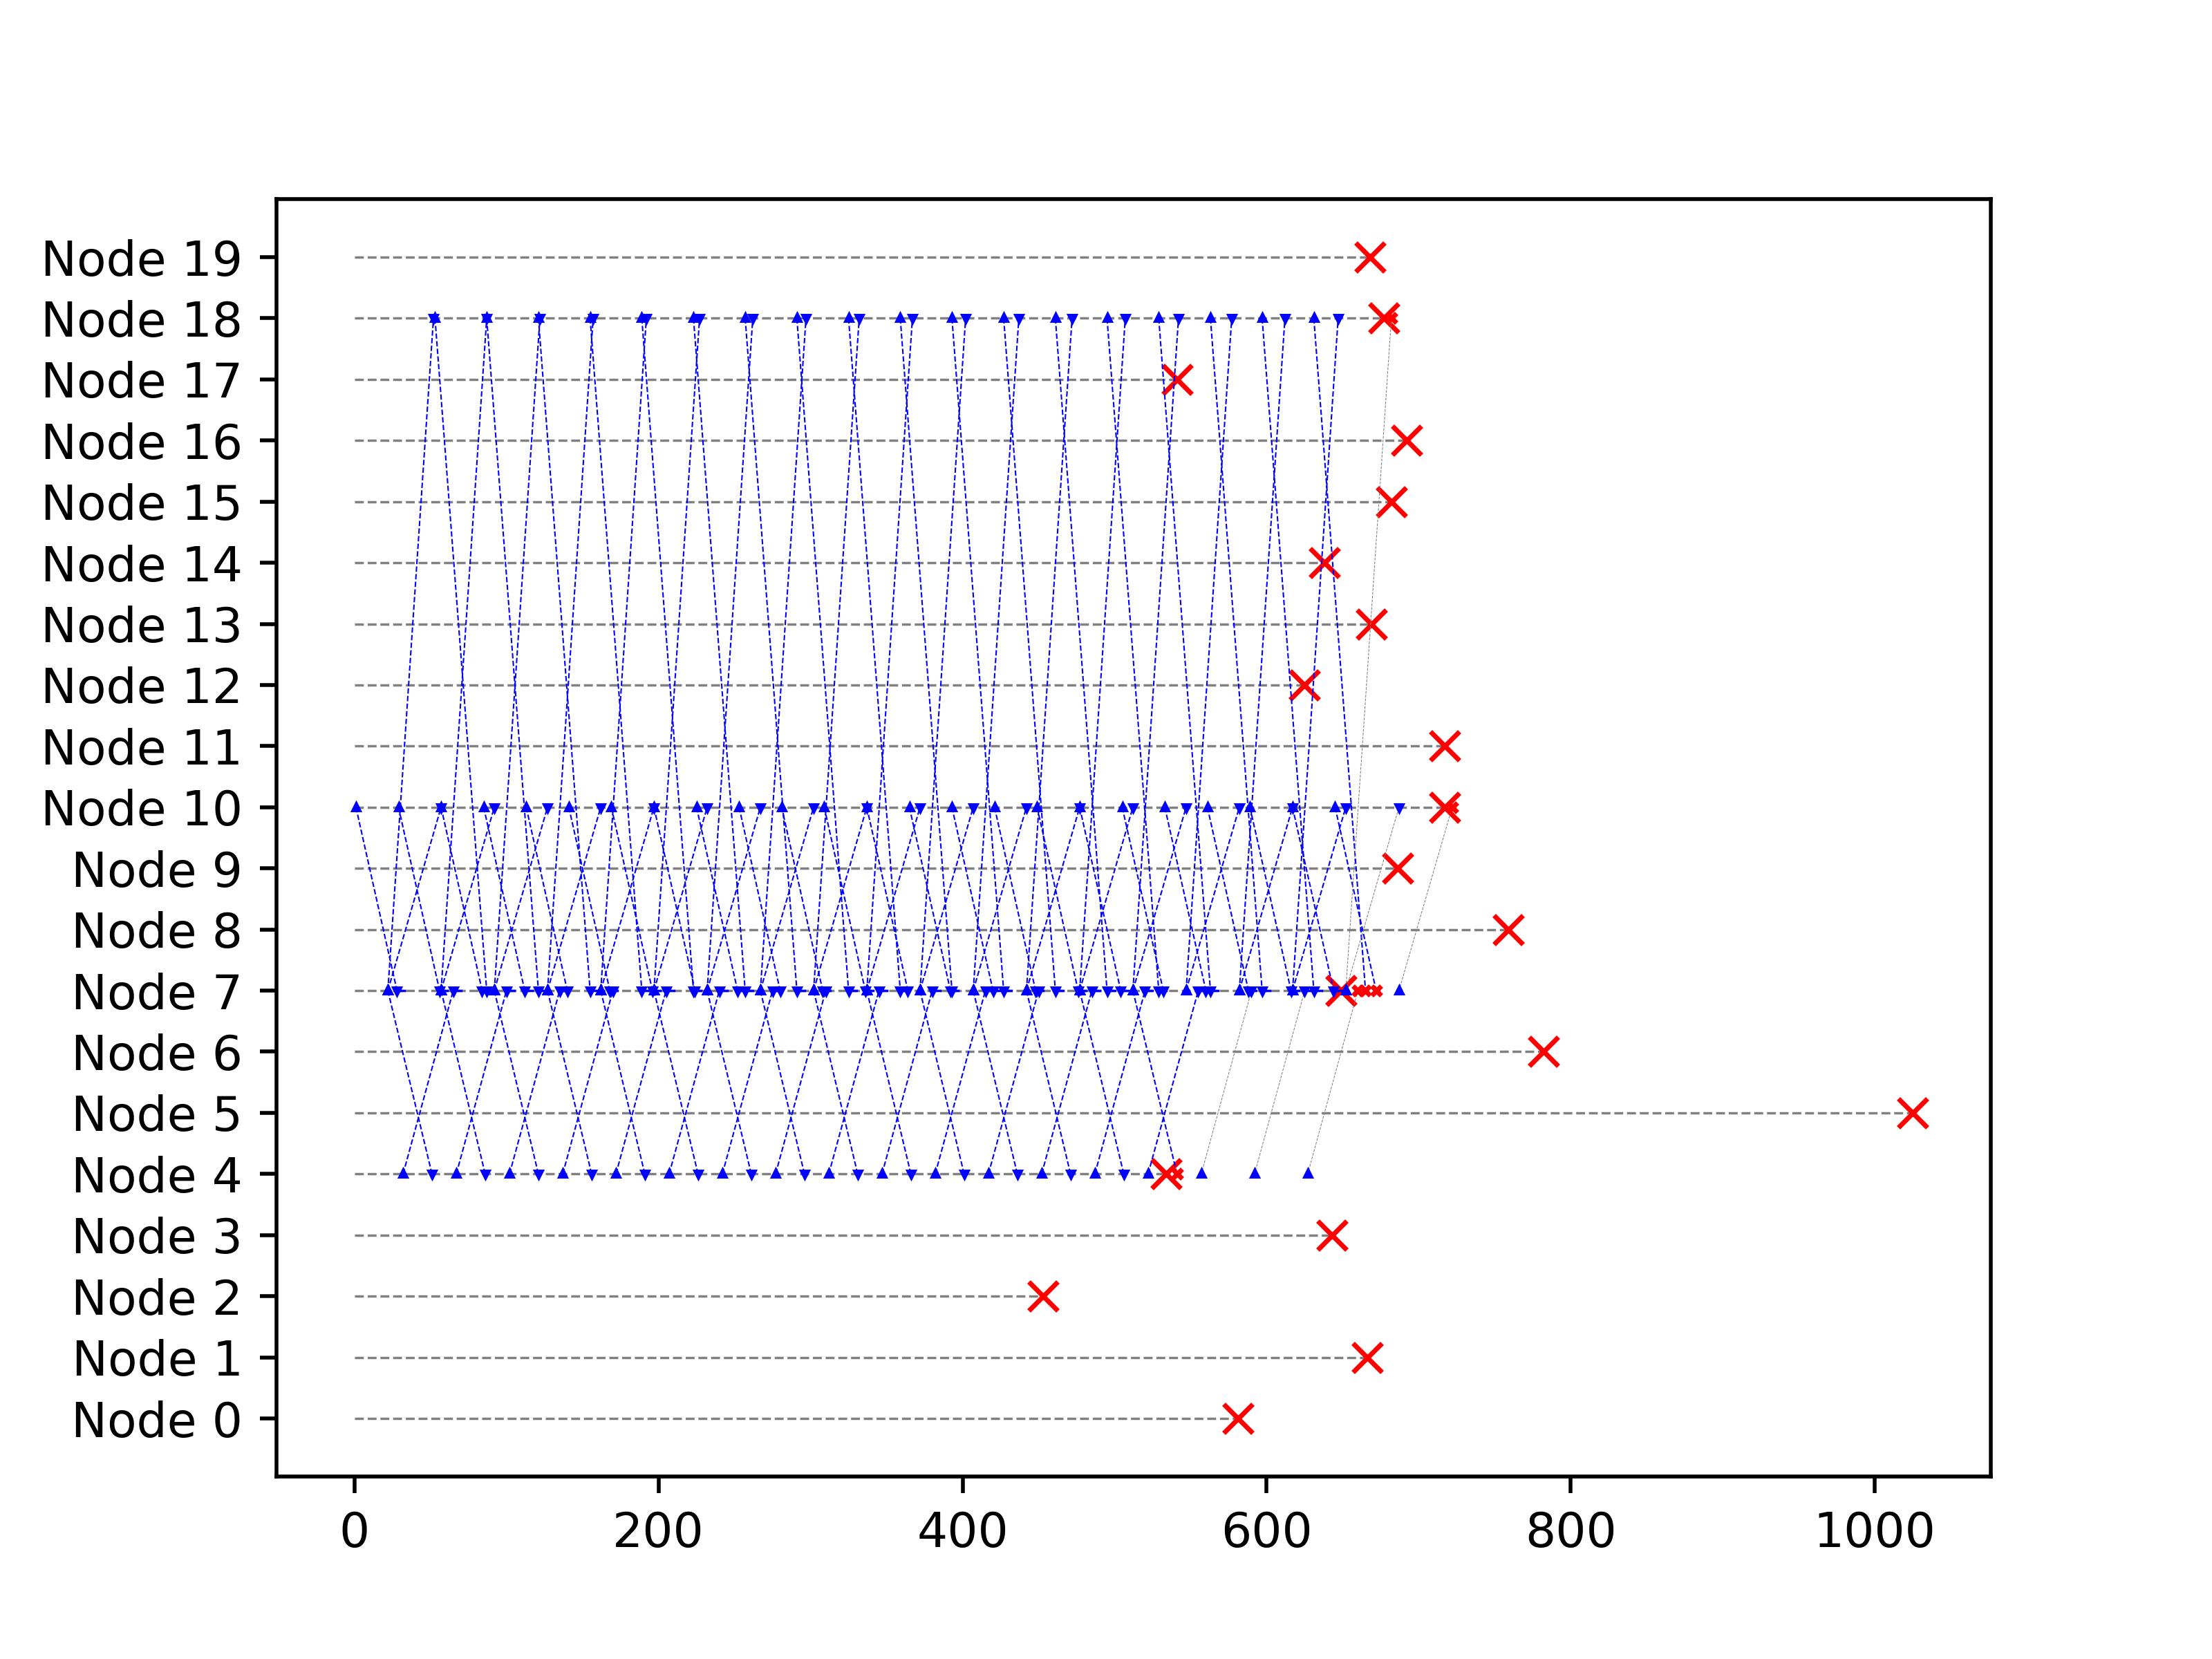 Node 19
Node 18
Node 17
Node 16
Node 15
Node 14
Node 13
Node 12
Node 11
Node 10
Node 9
Node 8
Node 7
Node 6
Node 5
Node 4
Node 3
Node 2
Node 1
Node 0
0 200 400 600 800 1000